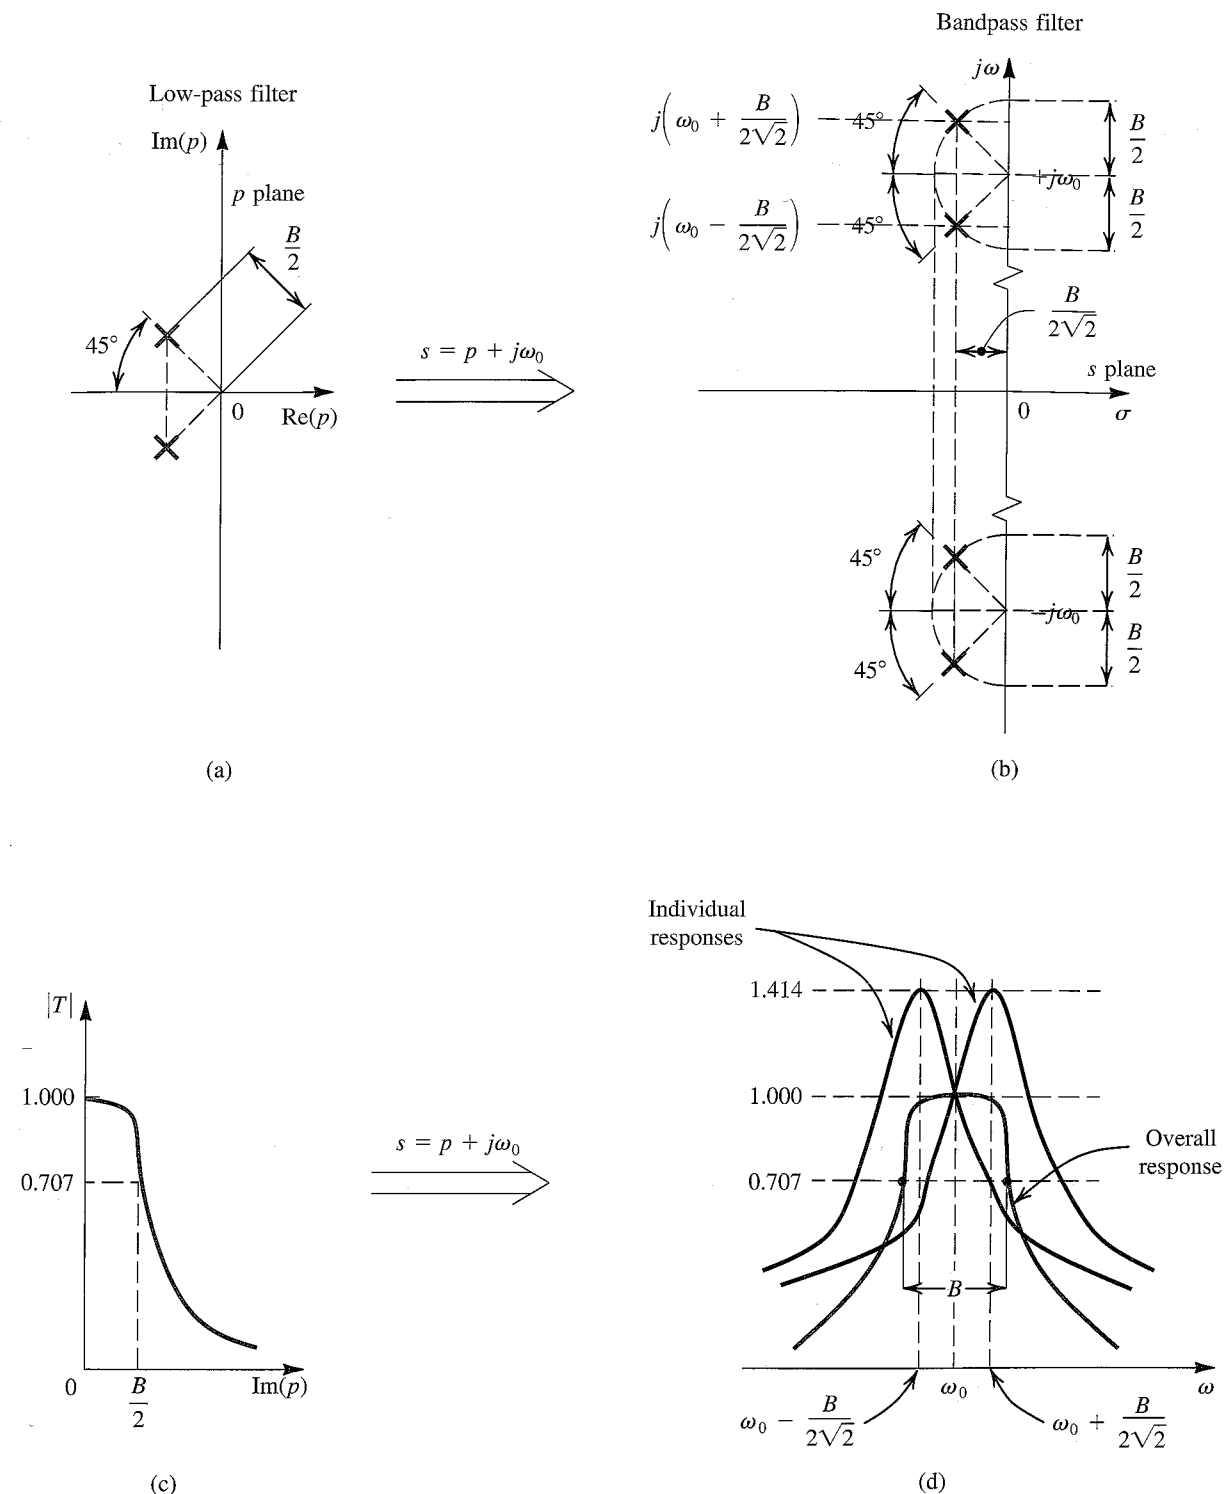 Bandpass filter
jω
Low-pass filter
Im(p)
p plane
B/2
45°
0
Re(p)
s = p + jω₀
j(ω₀ + B/(2√2))
45°
B/2
+jω₀
j(ω₀ − B/(2√2))
45°
B/2
B/(2√2)
s plane
0
σ
45°
B/2
−jω₀
45°
B/2
(a)
(b)
Individual
responses
|T|
1.000
0.707
0
B/2
Im(p)
s = p + jω₀
1.414
1.000
0.707
Overall
response
B
ω₀
ω
ω₀ − B/(2√2)
ω₀ + B/(2√2)
(c)
(d)